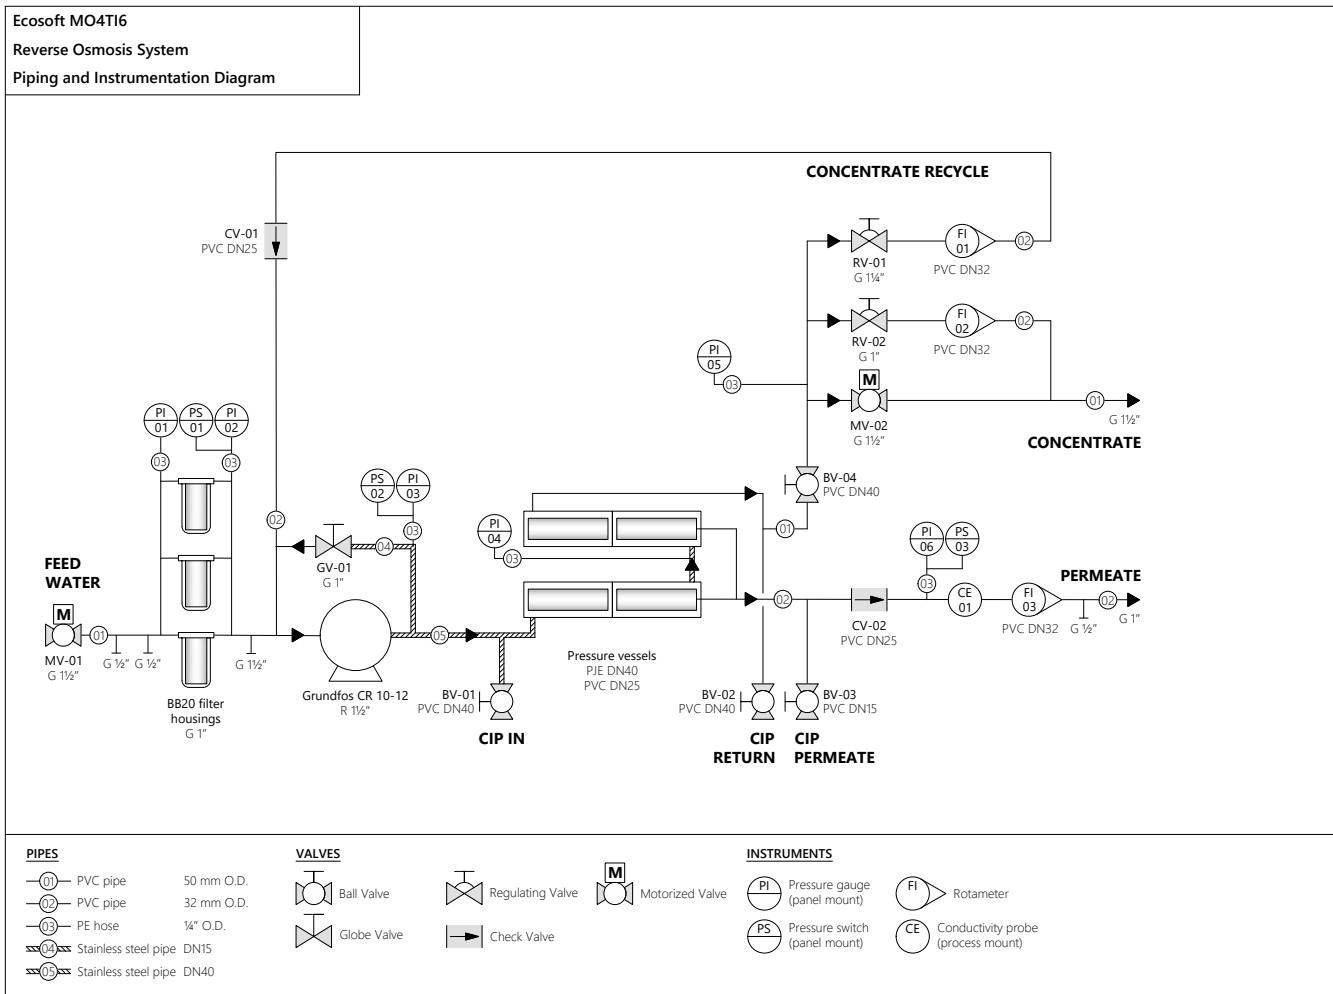 Ecosoft MO4TI6
Reverse Osmosis System
Piping and Instrumentation Diagram
CONCENTRATE RECYCLE
CV-01
PVC DN25
FI
01
02
RV-01
G 1¼"
PVC DN32
FI
02
02
RV-02
G 1"
PVC DN32
PI
05
03
M
MV-02
G 1½"
01
G 1½"
CONCENTRATE
PI
01
PS
01
PI
02
03
03
PS
02
PI
03
03
BV-04
PVC DN40
02
04
GV-01
G 1"
PI
04
03
01
PI
06
PS
03
03
FEED
WATER
M
MV-01
G 1½"
01
G ½"
G ½"
G 1½"
BB20 filter
housings
G 1"
Grundfos CR 10-12
R 1½"
05
BV-01
PVC DN40
CIP IN
Pressure vessels
PJE DN40
PVC DN25
02
CV-02
PVC DN25
CE
01
FI
03
PVC DN32
G ½"
02
G 1"
PERMEATE
BV-02
PVC DN40
CIP
RETURN
BV-03
PVC DN15
CIP
PERMEATE
PIPES
01 PVC pipe 50 mm O.D.
02 PVC pipe 32 mm O.D.
03 PE hose ¼" O.D.
04 Stainless steel pipe DN15
05 Stainless steel pipe DN40
VALVES
Ball Valve
Globe Valve
Regulating Valve
Check Valve
M
Motorized Valve
INSTRUMENTS
PI
Pressure gauge
(panel mount)
PS
Pressure switch
(panel mount)
FI
Rotameter
CE
Conductivity probe
(process mount)